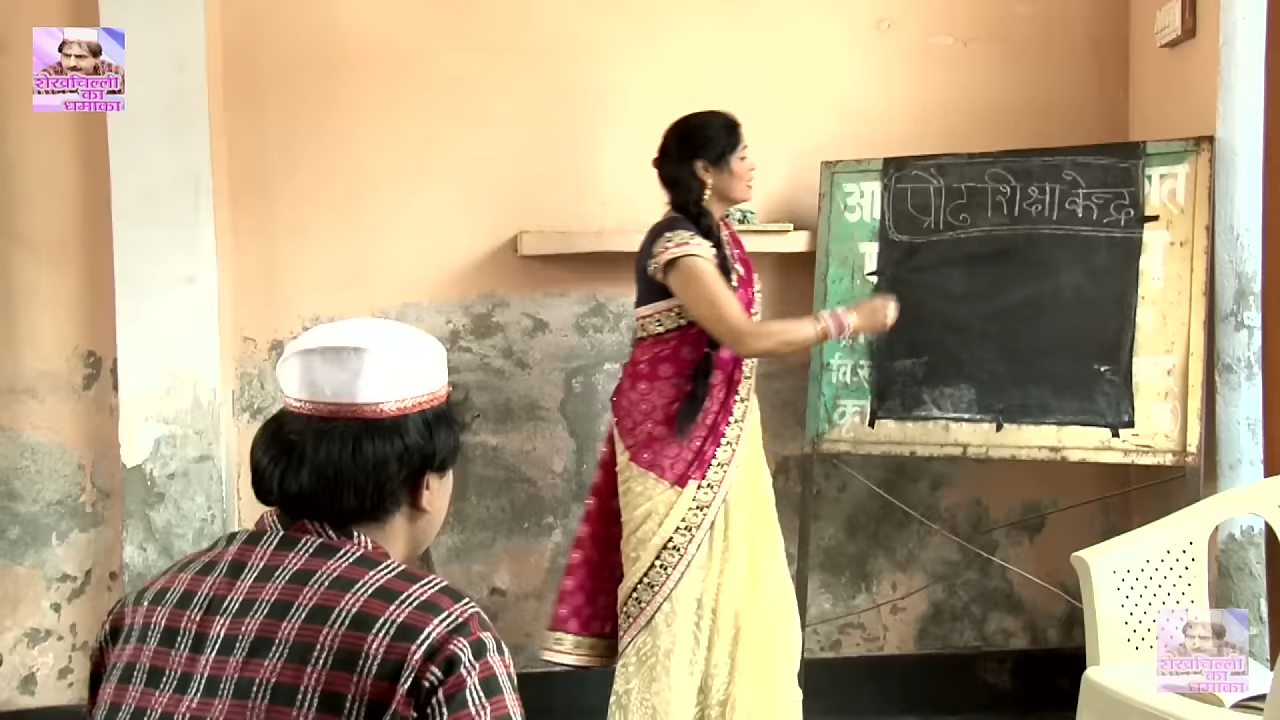 शेखचिल्ली
का
धमाका
प्रौढ शिक्षा केन्द्र
शेखचिल्ली
का
धमाका